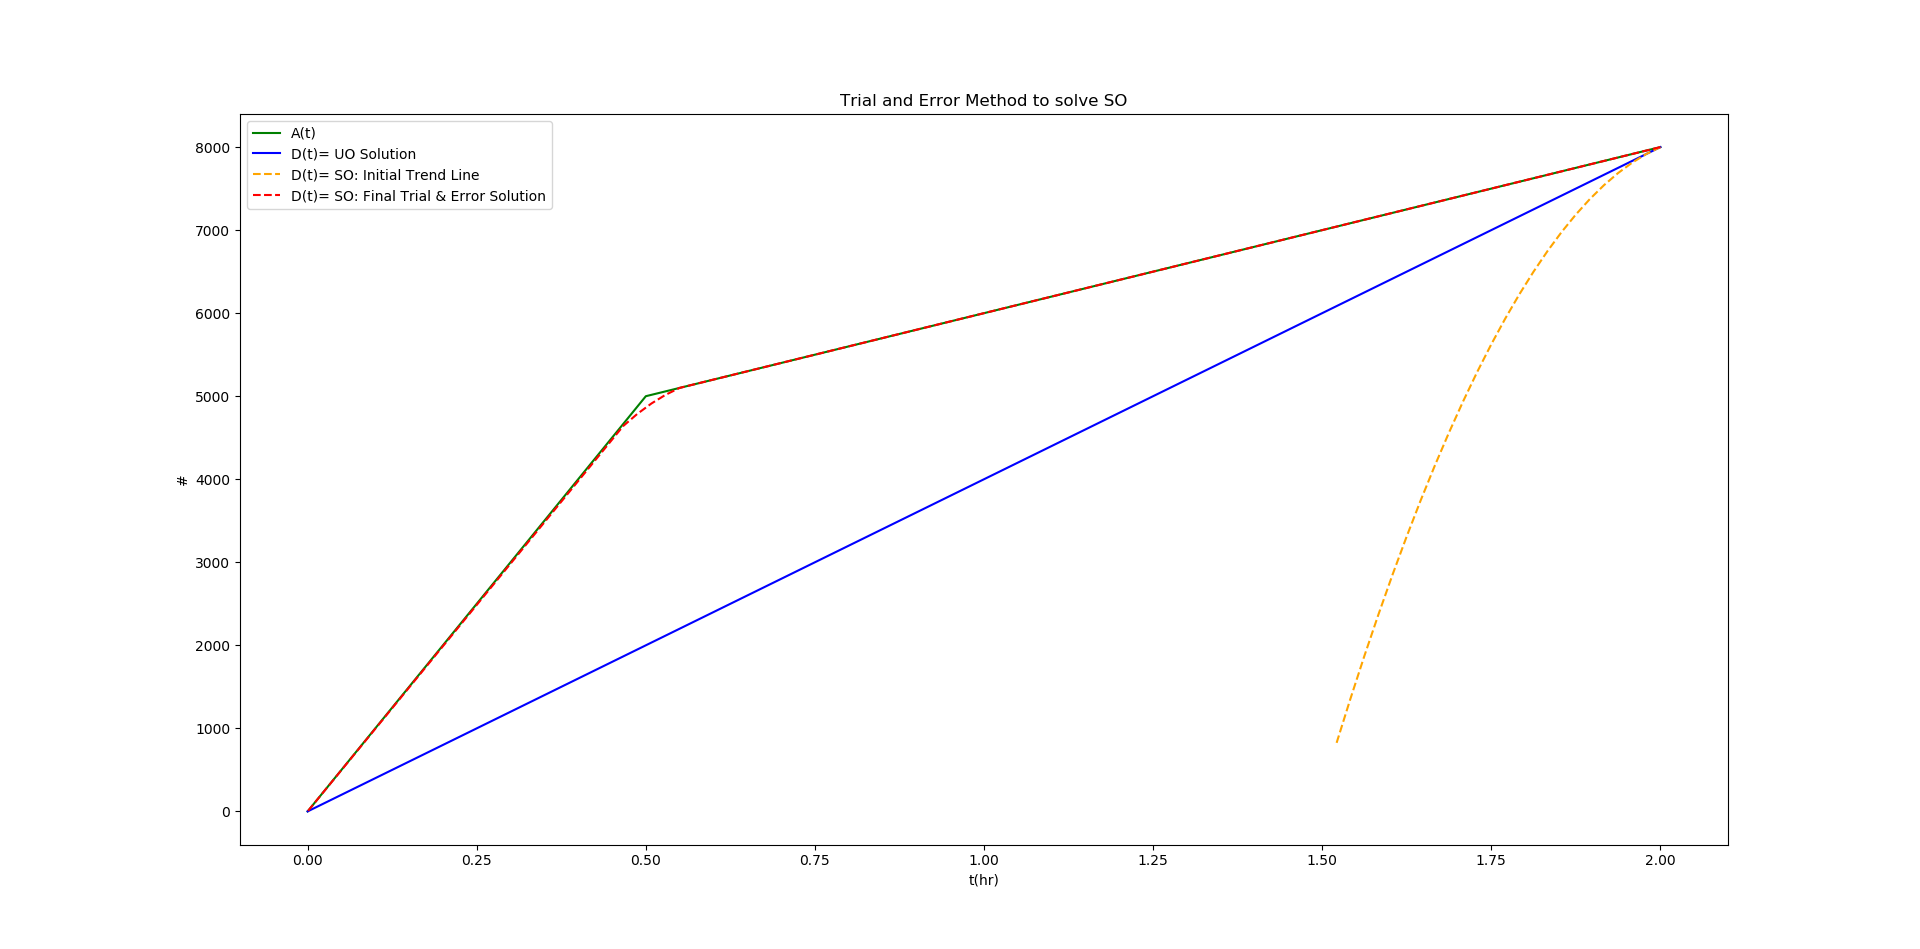 Trial and Error Method to solve SO
A(t)
D(t)= UO Solution
D(t)= SO: Initial Trend Line
D(t)= SO: Final Trial & Error Solution
8000
7000
6000
5000
4000
3000
2000
1000
0
#
0.00 0.25 0.50 0.75 1.00 1.25 1.50 1.75 2.00
t(hr)